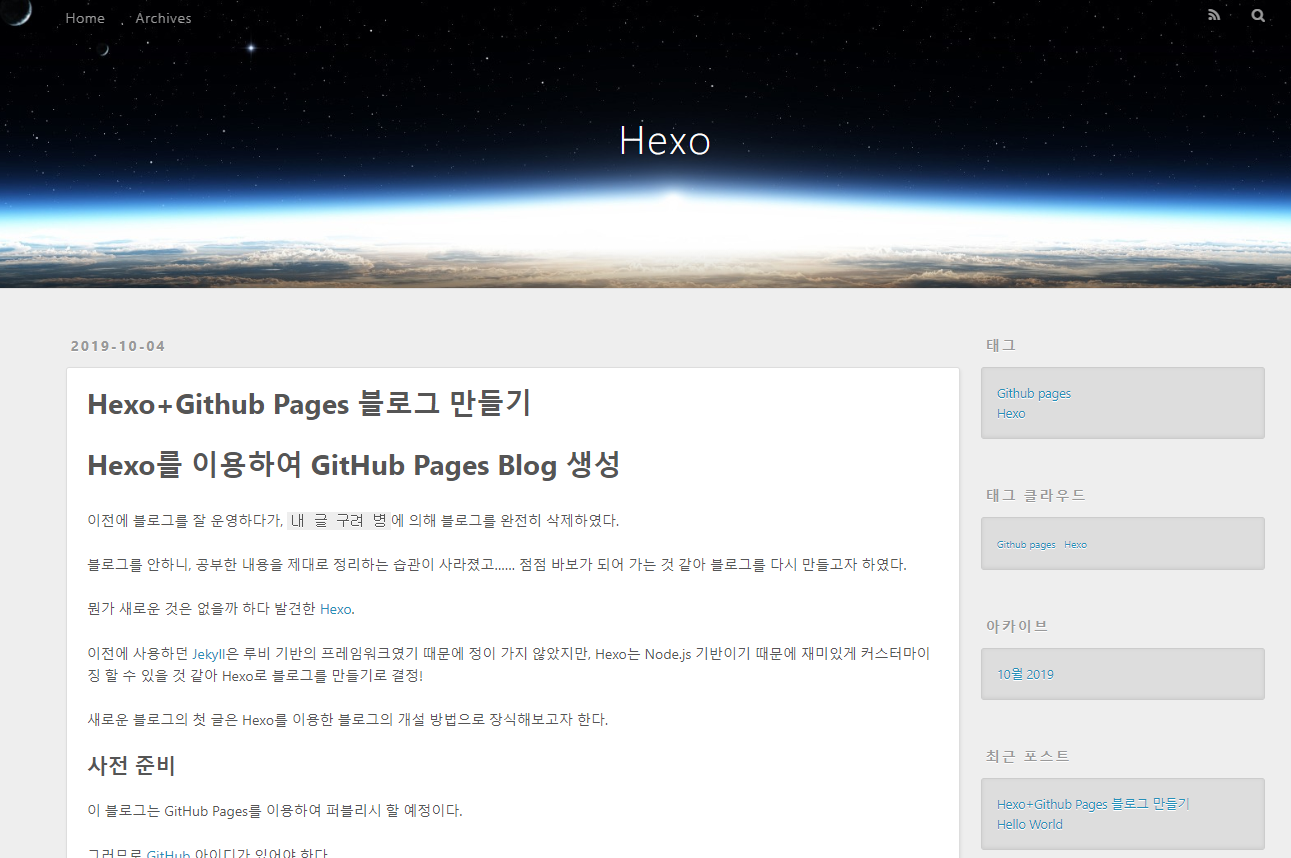 Home Archives
Hexo
2019-10-04
Hexo+Github Pages 블로그 만들기
Hexo를 이용하여 GitHub Pages Blog 생성
이전에 블로그를 잘 운영하다가, 내 글 구려 병에 의해 블로그를 완전히 삭제하였다.
블로그를 안하니, 공부한 내용을 제대로 정리하는 습관이 사라졌고…… 점점 바보가 되어 가는 것 같아 블로그를 다시 만들고자 하였다.
뭔가 새로운 것은 없을까 하다 발견한 Hexo.
이전에 사용하던 Jekyll은 루비 기반의 프레임워크였기 때문에 정이 가지 않았지만, Hexo는 Node.js 기반이기 때문에 재미있게 커스터마이
징 할 수 있을 것 같아 Hexo로 블로그를 만들기로 결정!
새로운 블로그의 첫 글은 Hexo를 이용한 블로그의 개설 방법으로 장식해보고자 한다.
사전 준비
이 블로그는 GitHub Pages를 이용하여 퍼블리시 할 예정이다.
그러므로 GitHub 아이디가 있어야 한다.
태그
Github pages
Hexo
태그 클라우드
Github pages Hexo
아카이브
10월 2019
최근 포스트
Hexo+Github Pages 블로그 만들기
Hello World